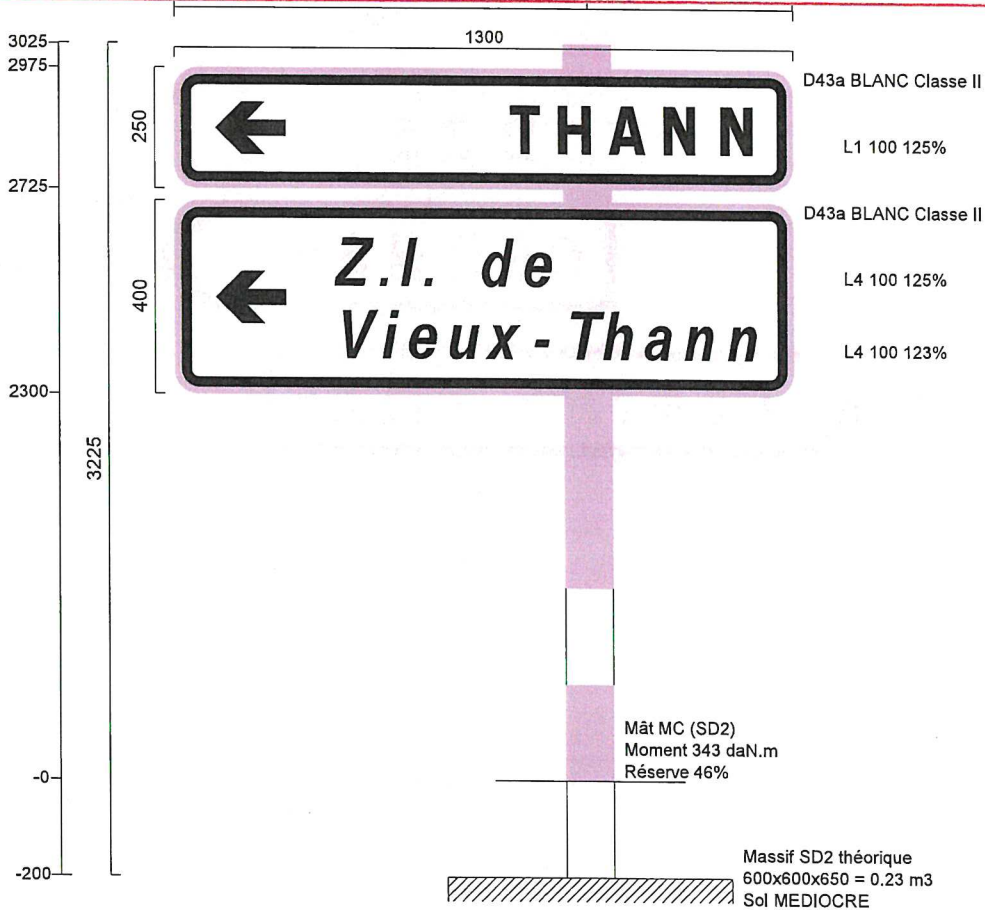 1300
3025
2975
250
THANN
D43a BLANC Classe II
L1 100 125%
2725
400
Z.I. de
Vieux-Thann
D43a BLANC Classe II
L4 100 125%
L4 100 123%
2300
3225
Mât MC (SD2)
Moment 343 daN.m
Réserve 46%
-0
-200
Massif SD2 théorique
600x600x650 = 0.23 m3
Sol MEDIOCRE